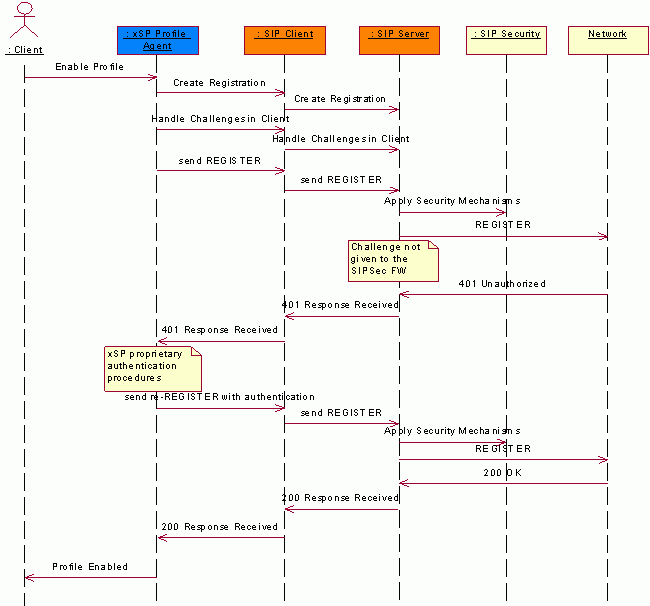 : Client
: xSP Profile
Agent
: SIP Client
: SIP Server
: SIP Security
Network
Enable Profile
Create Registration
Create Registration
Handle Challenges in Client
Handle Challenges in Client
send REGISTER
send REGISTER
Apply Security Mechanisms
REGISTER
Challenge not
given to the
SIPSec FW
401 Unauthorized
401 Response Received
401 Response Received
xSP proprietary
authentication
procedures
send re-REGISTER with authentication
send REGISTER
Apply Security Mechanisms
REGISTER
200 OK
200 Response Received
200 Response Received
Profile Enabled